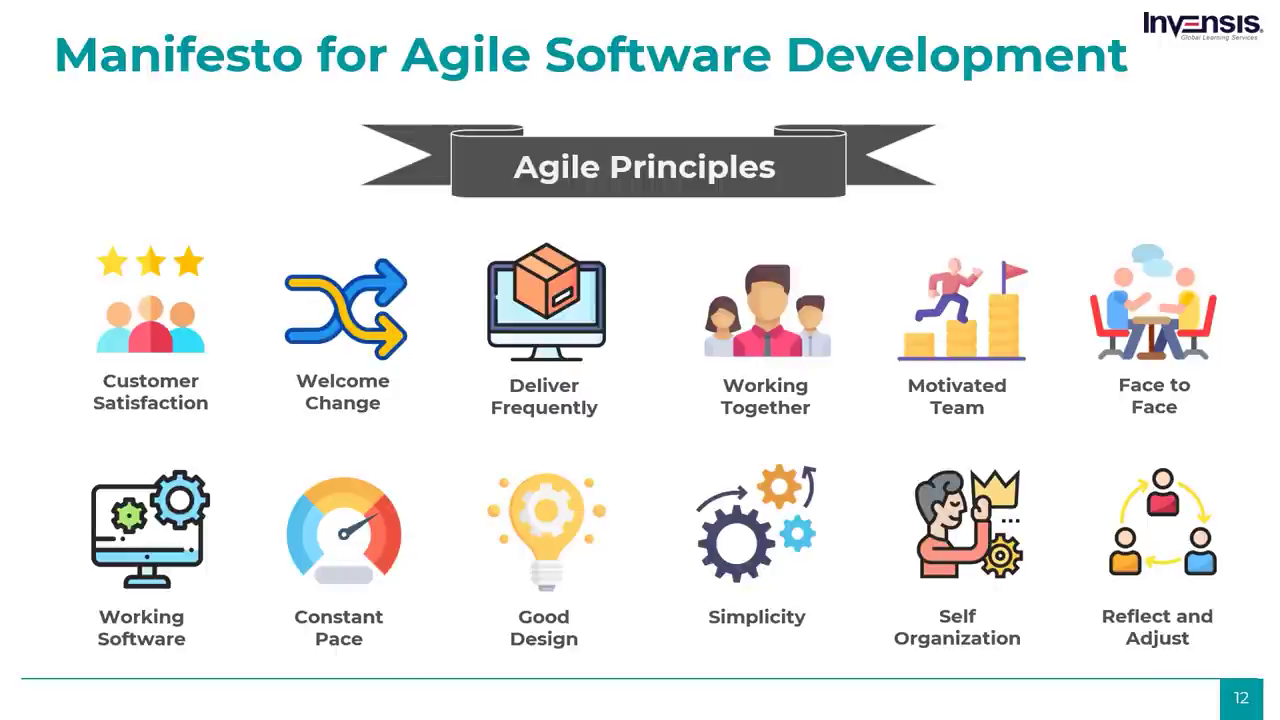 Invensis
Global Learning Services
Manifesto for Agile Software Development
Agile Principles
Customer
Satisfaction
Welcome
Change
Deliver
Frequently
Working
Together
Motivated
Team
Face to
Face
Working
Software
Constant
Pace
Good
Design
Simplicity
Self
Organization
Reflect and
Adjust
12